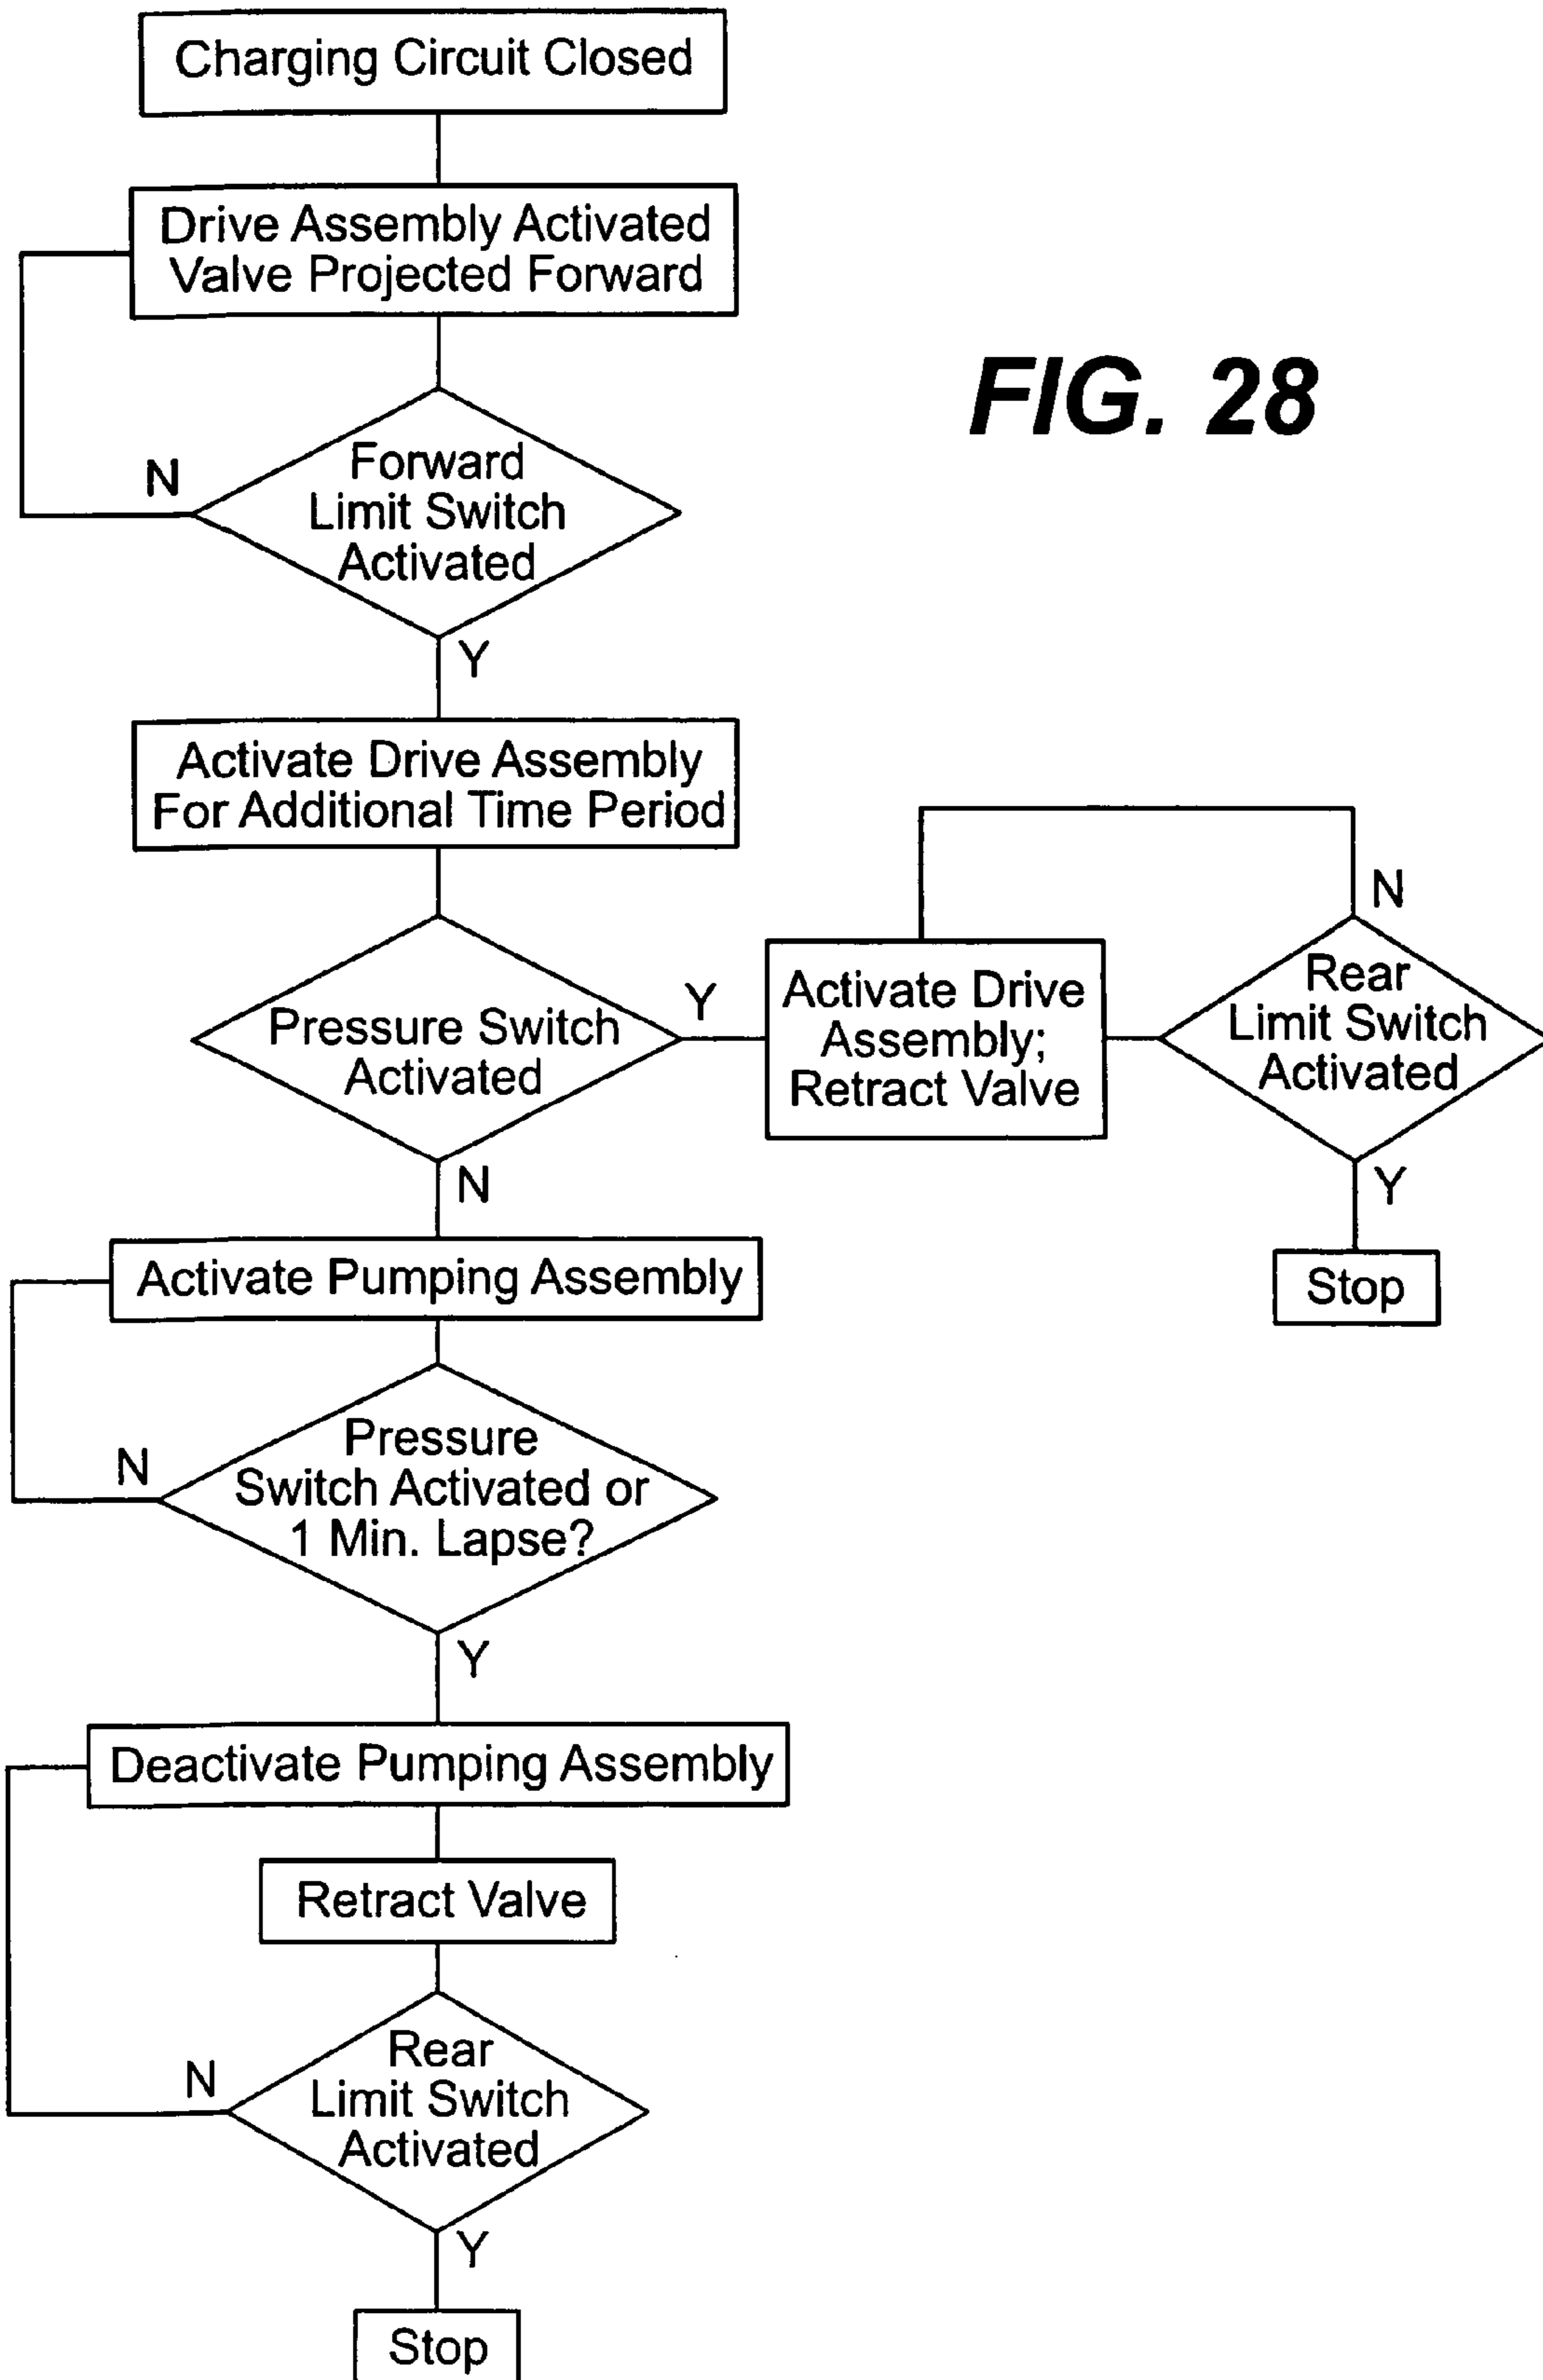 Charging Circuit Closed
Drive Assembly Activated
Valve Projected Forward
FIG. 28
N
Forward
Limit Switch
Activated
Y
Activate Drive Assembly
For Additional Time Period
Pressure Switch
Activated
Y
Activate Drive
Assembly;
Retract Valve
N
Rear
Limit Switch
Activated
Y
Stop
N
Activate Pumping Assembly
N
Pressure
Switch Activated or
1 Min. Lapse?
Y
Deactivate Pumping Assembly
Retract Valve
N
Rear
Limit Switch
Activated
Y
Stop